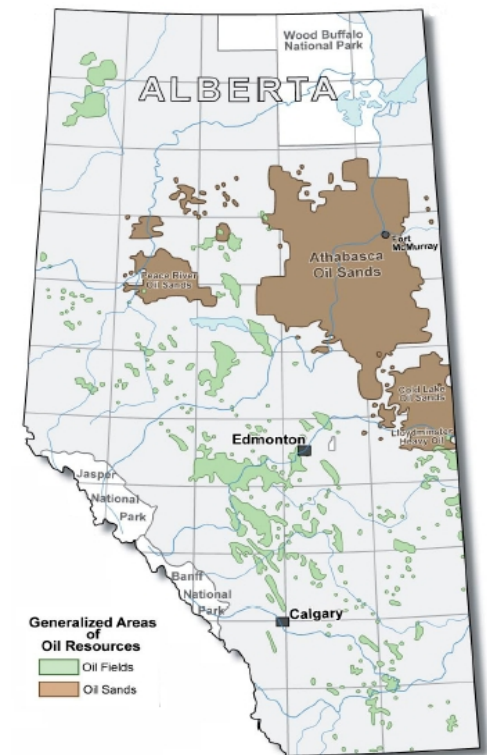 Wood Buffalo
National Park
ALBERTA
Fort
McMurray
Athabasca
Oil Sands
Peace River
Oil Sands
Cold Lake
Oil Sands
Lloydminster
Heavy Oil
Edmonton
Jasper
National
Park
Banff
National
Park
Calgary
Generalized Areas
of
Oil Resources
Oil Fields
Oil Sands